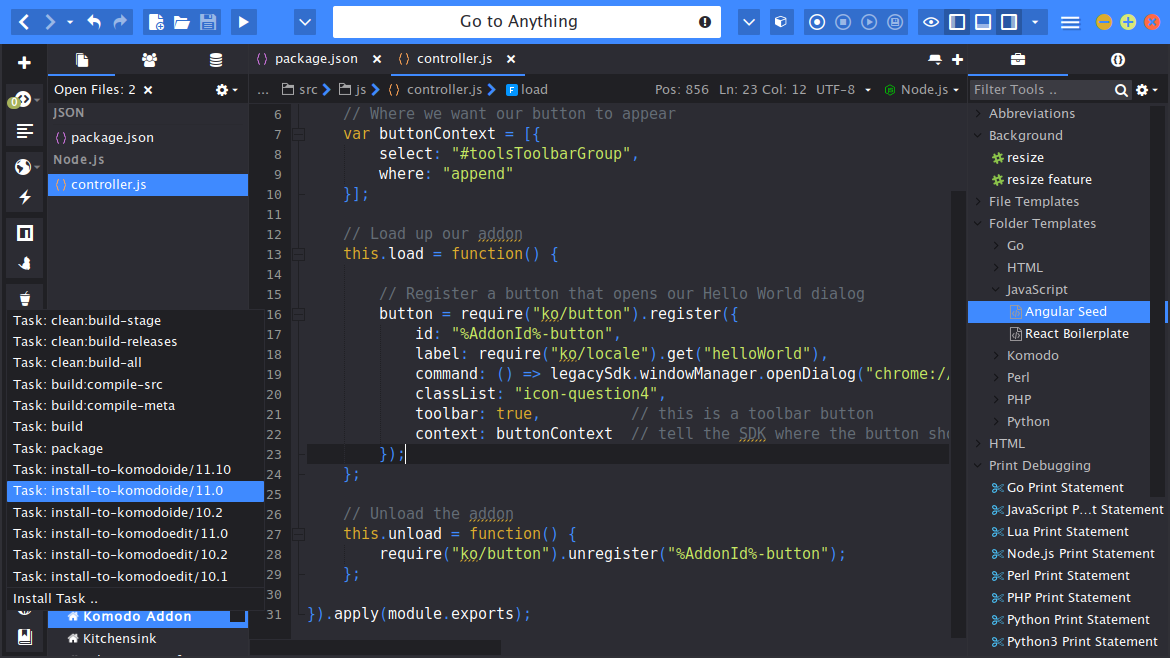 Go to Anything
package.json
controller.js
Open Files: 2
... src js controller.js load
Pos: 856 Ln: 23 Col: 12 UTF-8 Node.js
Filter Tools ..
JSON
package.json
Node.js
controller.js
0
Task: clean:build-stage
Task: clean:build-releases
Task: clean:build-all
Task: build:compile-src
Task: build:compile-meta
Task: build
Task: package
Task: install-to-komodoide/11.10
Task: install-to-komodoide/11.0
Task: install-to-komodoide/10.2
Task: install-to-komodoedit/11.0
Task: install-to-komodoedit/10.2
Task: install-to-komodoedit/10.1
Install Task ..
Komodo Addon
Kitchensink
6 // Where we want our button to appear
7 var buttonContext = [{
8 select: "#toolsToolbarGroup",
9 where: "append"
10 }];
11
12 // Load up our addon
13 this.load = function() {
14
15 // Register a button that opens our Hello World dialog
16 button = require("ko/button").register({
17 id: "%AddonId%-button",
18 label: require("ko/locale").get("helloWorld"),
19 command: () => legacySdk.windowManager.openDialog("chrome:/
20 classList: "icon-question4",
21 toolbar: true, // this is a toolbar button
22 context: buttonContext // tell the SDK where the button sh
23 });
24 };
25
26 // Unload the addon
27 this.unload = function() {
28 require("ko/button").unregister("%AddonId%-button");
29 };
30
31 }).apply(module.exports);
Abbreviations
Background
resize
resize feature
File Templates
Folder Templates
Go
HTML
JavaScript
Angular Seed
React Boilerplate
Komodo
Perl
PHP
Python
HTML
Print Debugging
Go Print Statement
JavaScript P...t Statement
Lua Print Statement
Node.js Print Statement
Perl Print Statement
PHP Print Statement
Python Print Statement
Python3 Print Statement